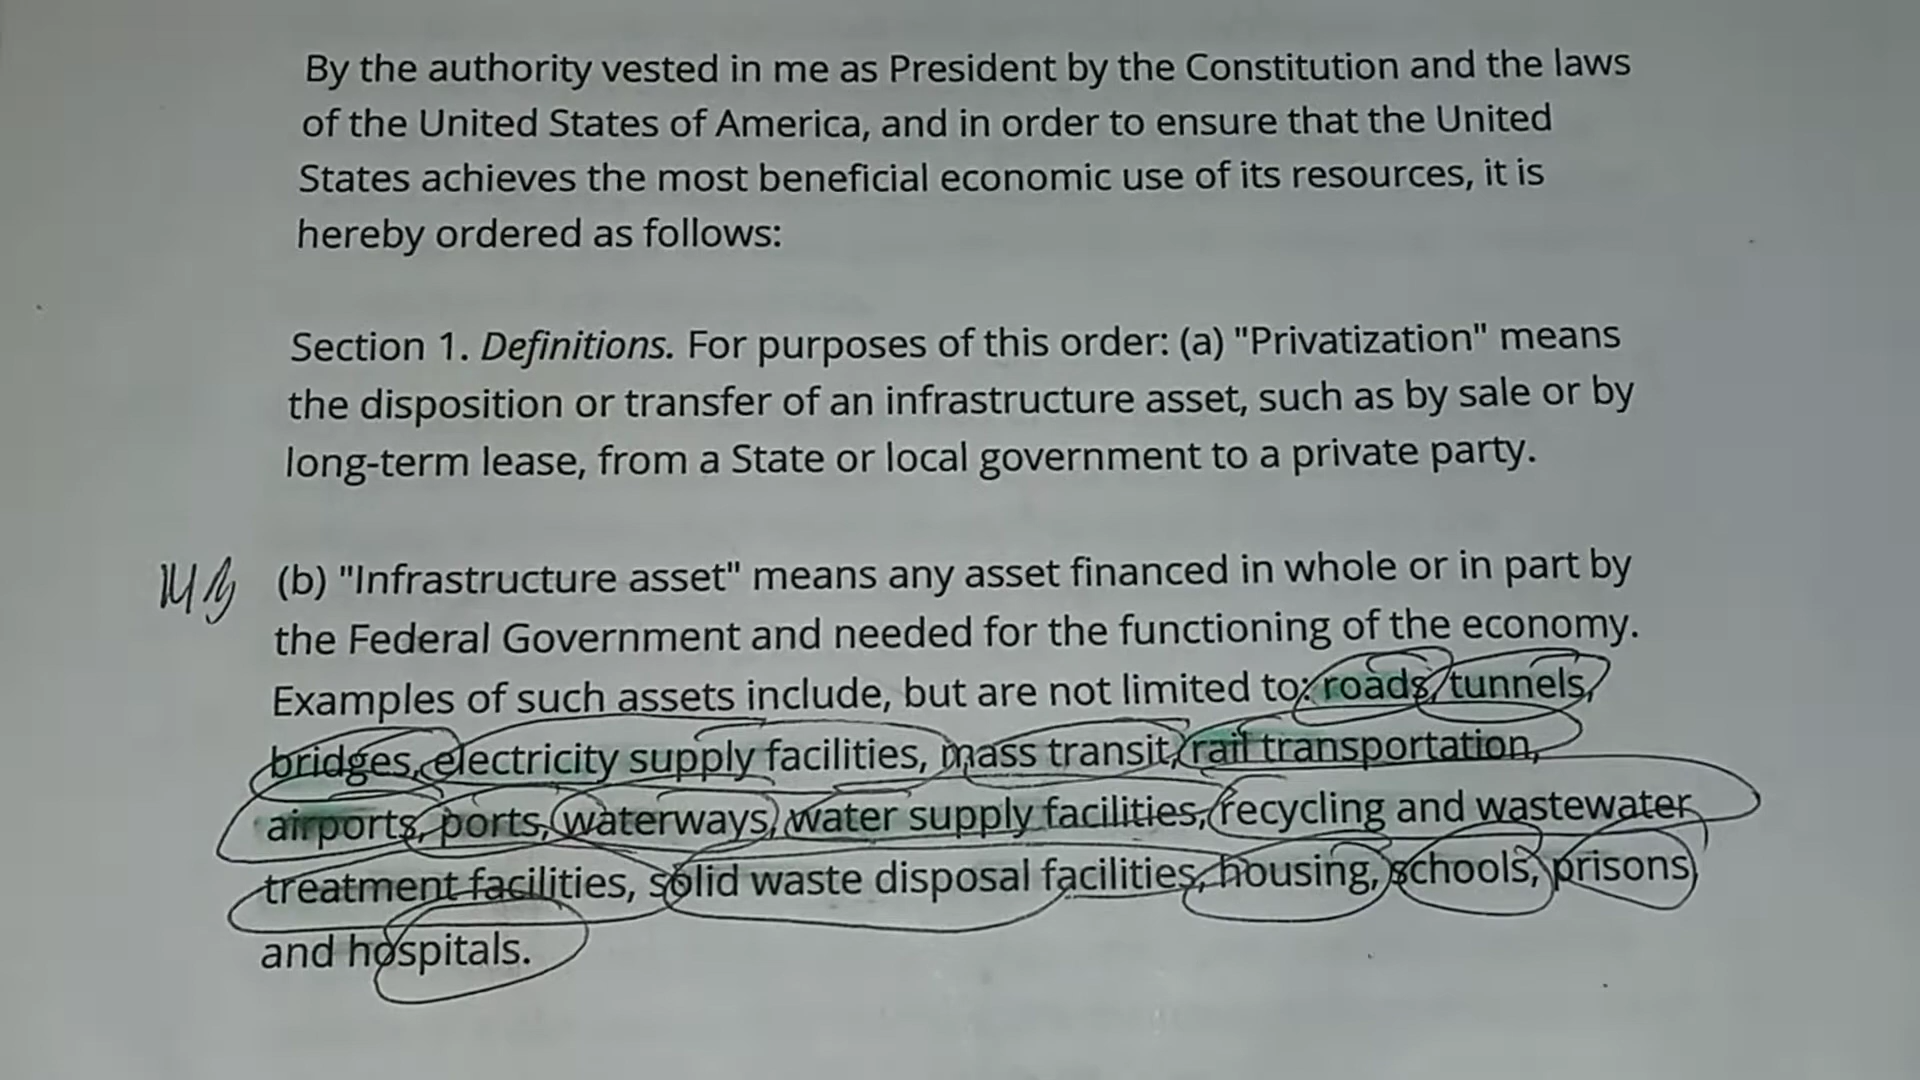 By the authority vested in me as President by the Constitution and the laws
of the United States of America, and in order to ensure that the United
States achieves the most beneficial economic use of its resources, it is
hereby ordered as follows:
Section 1. Definitions. For purposes of this order: (a) "Privatization" means
the disposition or transfer of an infrastructure asset, such as by sale or by
long-term lease, from a State or local government to a private party.
(b) "Infrastructure asset" means any asset financed in whole or in part by
the Federal Government and needed for the functioning of the economy.
Examples of such assets include, but are not limited to: roads, tunnels,
bridges, electricity supply facilities, mass transit, rail transportation,
airports, ports, waterways, water supply facilities, recycling and wastewater
treatment facilities, solid waste disposal facilities, housing, schools, prisons,
and hospitals.